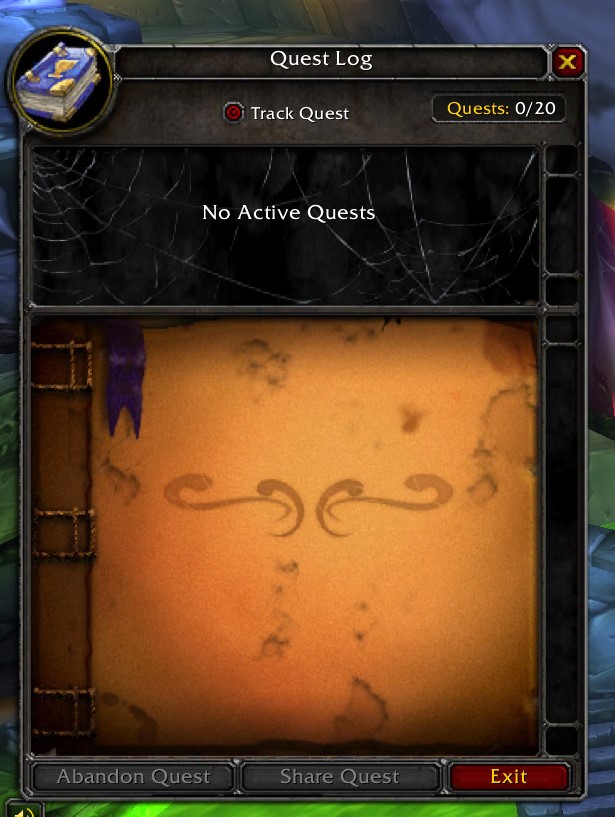 Quest Log
Track Quest
Quests: 0/20
No Active Quests
Abandon Quest
Share Quest
Exit